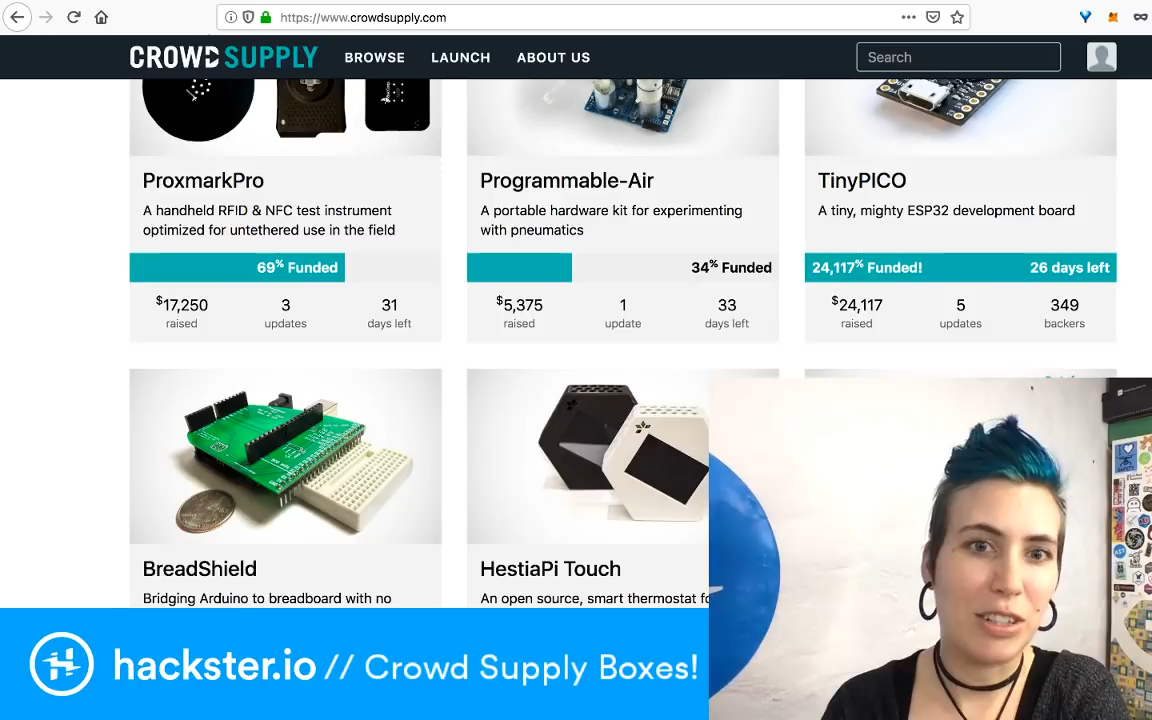 https://www.crowdsupply.com
CROWD SUPPLY
BROWSE
LAUNCH
ABOUT US
Search
ProxmarkPro
A handheld RFID & NFC test instrument
optimized for untethered use in the field
69% Funded
$17,250
raised
3
updates
31
days left
Programmable-Air
A portable hardware kit for experimenting
with pneumatics
34% Funded
$5,375
raised
1
update
33
days left
TinyPICO
A tiny, mighty ESP32 development board
24,117% Funded!
26 days left
$24,117
raised
5
updates
349
backers
BreadShield
Bridging Arduino to breadboard with no
HestiaPi Touch
An open source, smart thermostat fo
hackster.io // Crowd Supply Boxes!